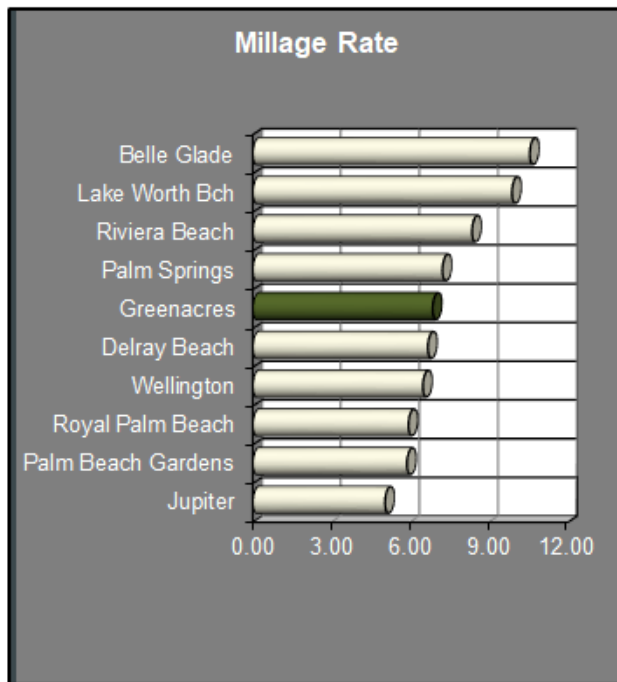 Millage Rate
Belle Glade
Lake Worth Bch
Riviera Beach
Palm Springs
Greenacres
Delray Beach
Wellington
Royal Palm Beach
Palm Beach Gardens
Jupiter
0.00 3.00 6.00 9.00 12.00